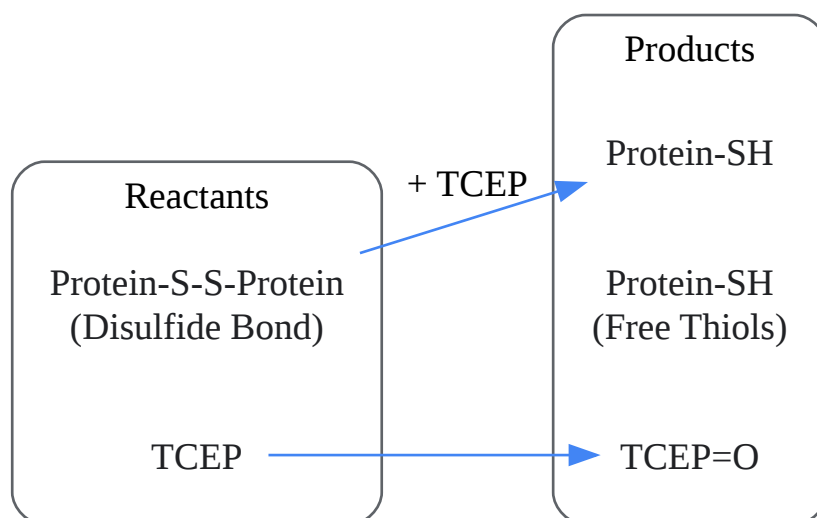 Reactants
Protein-S-S-Protein
(Disulfide Bond)
TCEP
+ TCEP
Products
Protein-SH
Protein-SH
(Free Thiols)
TCEP=O